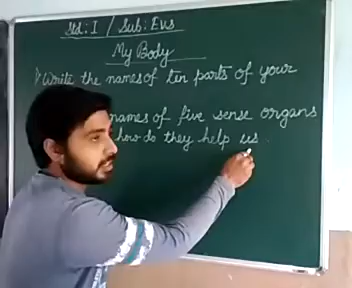 Std: I / Sub: Evs
My Body
Write the names of ten parts of your
names of five sense organs
how do they help us